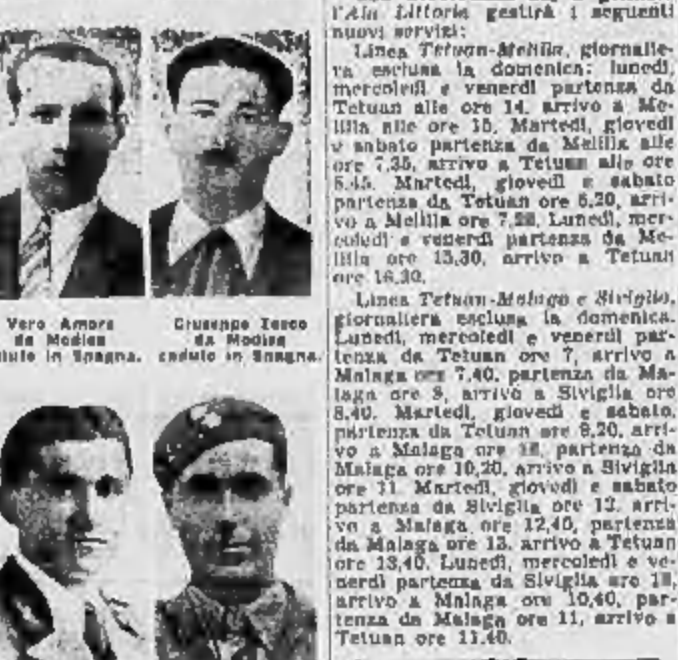 Vero Amore
da Modica
caduto in Spagna.
Giuseppe
da Modica
caduto in Spagna.
l'Ala Littoria gestirà i seguenti
nuovi servizi:
Linea Tetuan-Melilla, giornalie-
ra esclusa la domenica: lunedì,
mercoledì e venerdì partenza da
Tetuan alle ore 14, arrivo a Me-
lilla alle ore 15. Martedì, giovedì
e sabato partenza da Melilla alle
ore 7,35, arrivo a Tetuan alle ore
Martedì, giovedì e sabato
partenza da Tetuan ore 6,20, arri-
vo a Melilla ore Lunedì, mer-
coledì e venerdì partenza da Me-
lilla ore 15,30, arrivo a Tetuan
ore 16,30.
Linea Tetuan-Malaga e Siviglia,
giornaliera esclusa la domenica.
Lunedì, mercoledì e venerdì par-
tenza da Tetuan ore 7, arrivo a
Malaga ore 7,40, partenza da Ma-
laga ore arrivo a Siviglia ore
8,40. Martedì, giovedì e sabato,
partenza da Tetuan ore 9,20, arri-
vo a Malaga ore partenza da
Malaga ore 10,20, arrivo a Siviglia
ore 11. Martedì, giovedì e sabato
partenza da Siviglia ore 12, arri-
vo a Malaga ore 12,40, partenza
da Malaga ore 13, arrivo a Tetuan
ore 13,40. Lunedì, mercoledì e ve-
nerdì partenza da Siviglia ore
arrivo a Malaga ore 10,40, par-
tenza da Malaga ore 11, arrivo a
Tetuan ore 11,40.